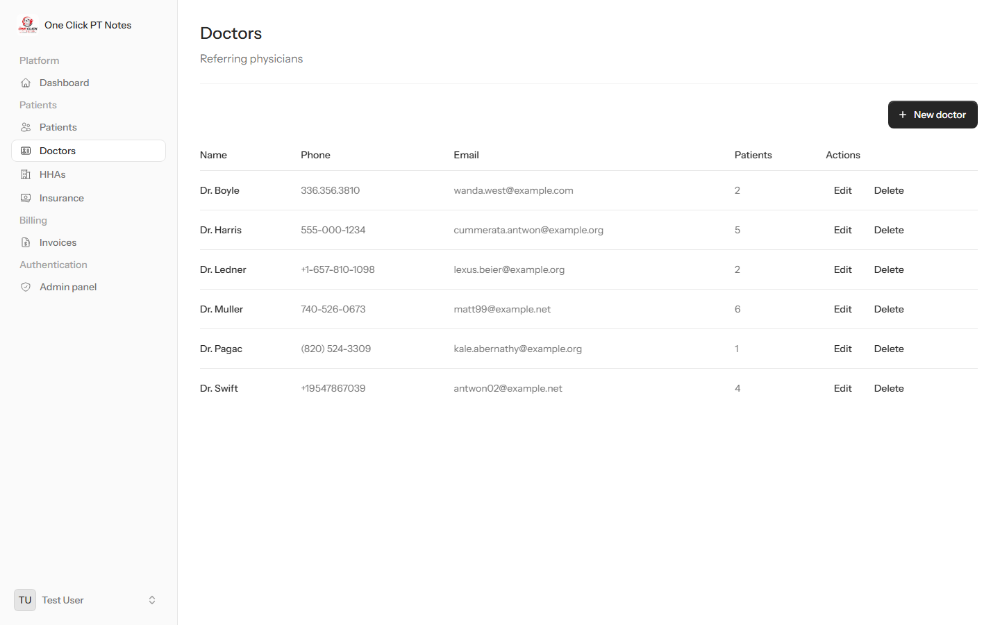 One Click PT Notes
Platform
Dashboard
Patients
Patients
Doctors
HHAs
Insurance
Billing
Invoices
Authentication
Admin panel
TU Test User
Doctors
Referring physicians
+ New doctor
Name Phone Email Patients Actions
Dr. Boyle 336.356.3810 wanda.west@example.com 2 Edit Delete
Dr. Harris 555-000-1234 cummerata.antwon@example.org 5 Edit Delete
Dr. Ledner +1-657-810-1098 lexus.beier@example.org 2 Edit Delete
Dr. Muller 740-526-0673 matt99@example.net 6 Edit Delete
Dr. Pagac (820) 524-3309 kale.abernathy@example.org 1 Edit Delete
Dr. Swift +19547867039 antwon02@example.net 4 Edit Delete